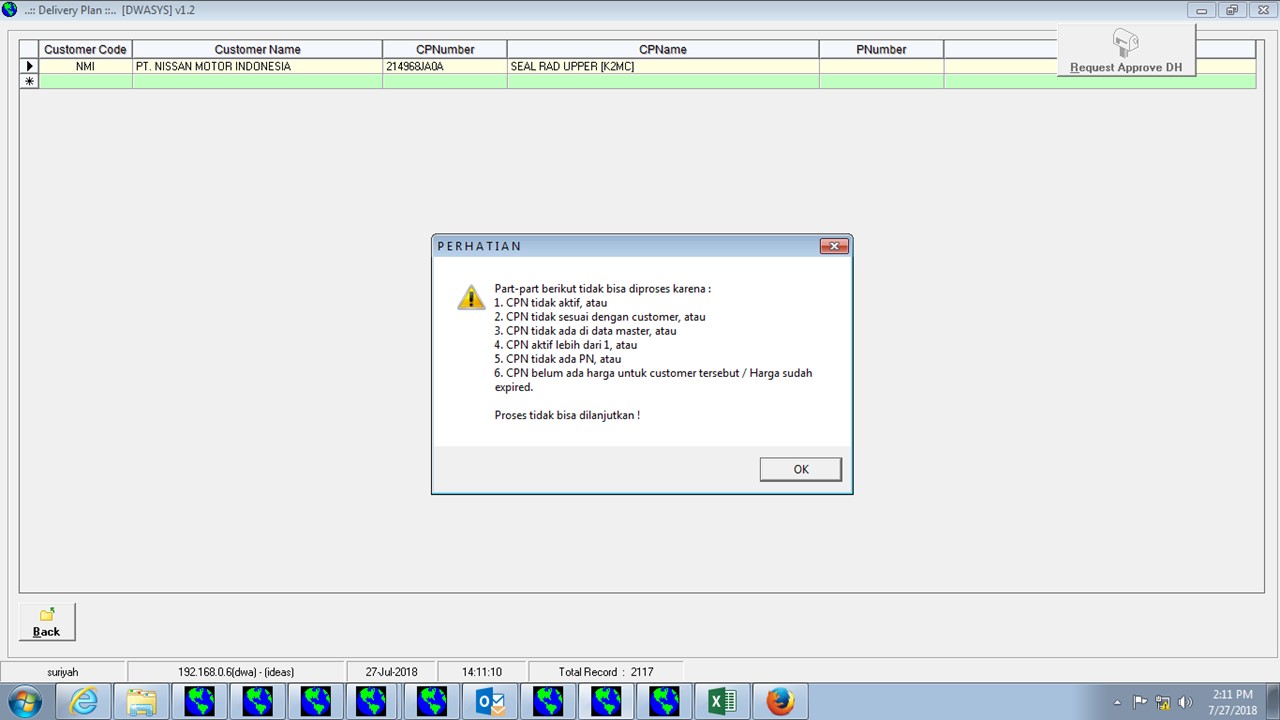 ..:: Delivery Plan ::.. [DWASYS] v1.2
Customer Code Customer Name CPNumber CPName PNumber
NMI PT. NISSAN MOTOR INDONESIA 214968JA0A SEAL RAD UPPER [K2MC]
Request Approve DH
PERHATIAN
Part-part berikut tidak bisa diproses karena :
1. CPN tidak aktif, atau
2. CPN tidak sesuai dengan customer, atau
3. CPN tidak ada di data master, atau
4. CPN aktif lebih dari 1, atau
5. CPN tidak ada PN, atau
6. CPN belum ada harga untuk customer tersebut / Harga sudah
expired.
Proses tidak bisa dilanjutkan !
OK
Back
suriyah 192.168.0.6(dwa) - (ideas) 27-Jul-2018 14:11:10 Total Record : 2117
2:11 PM
7/27/2018